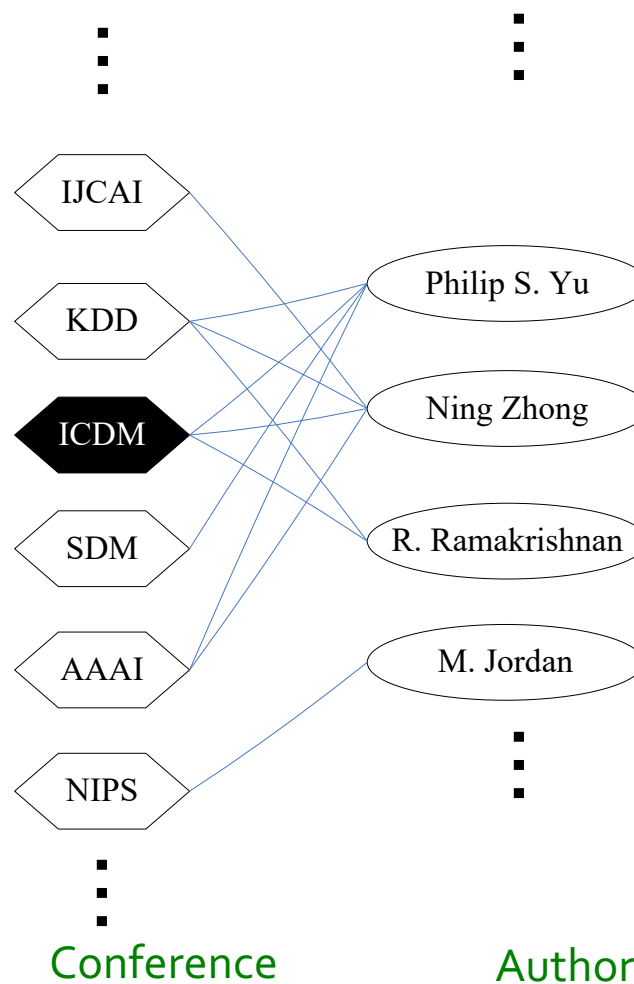 IJCAI
KDD
ICDM
SDM
AAAI
NIPS
Conference
Philip S. Yu
Ning Zhong
R. Ramakrishnan
M. Jordan
Author